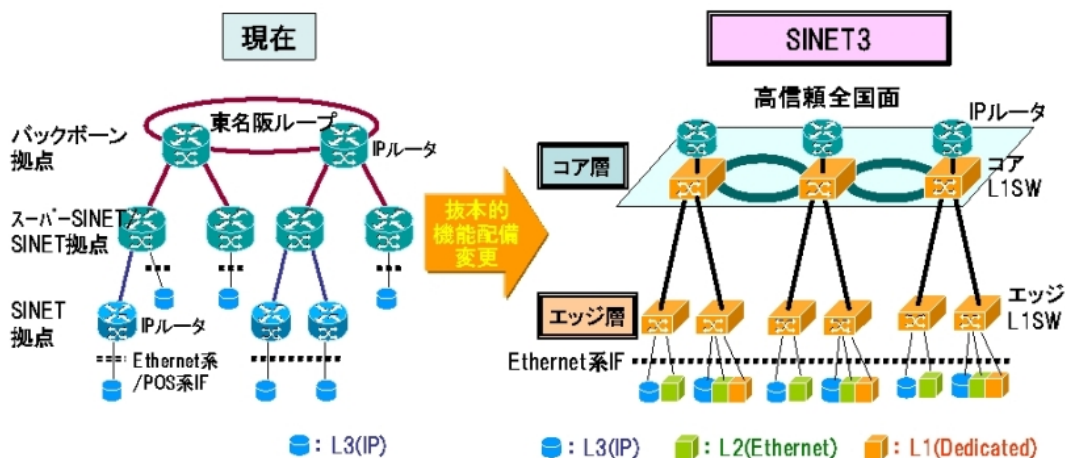 現在
東名阪ループ
バックボーン
拠点
IPルータ
スーパーSINET/
SINET拠点
SINET
拠点
IPルータ
Ethernet系
/POS系IF
：L3(IP)
抜本的
機能配備
変更
SINET3
高信頼全国面
IPルータ
コア層
コア
L1SW
エッジ層
エッジ
L1SW
Ethernet系IF
：L3(IP)
：L2(Ethernet)
：L1(Dedicated)